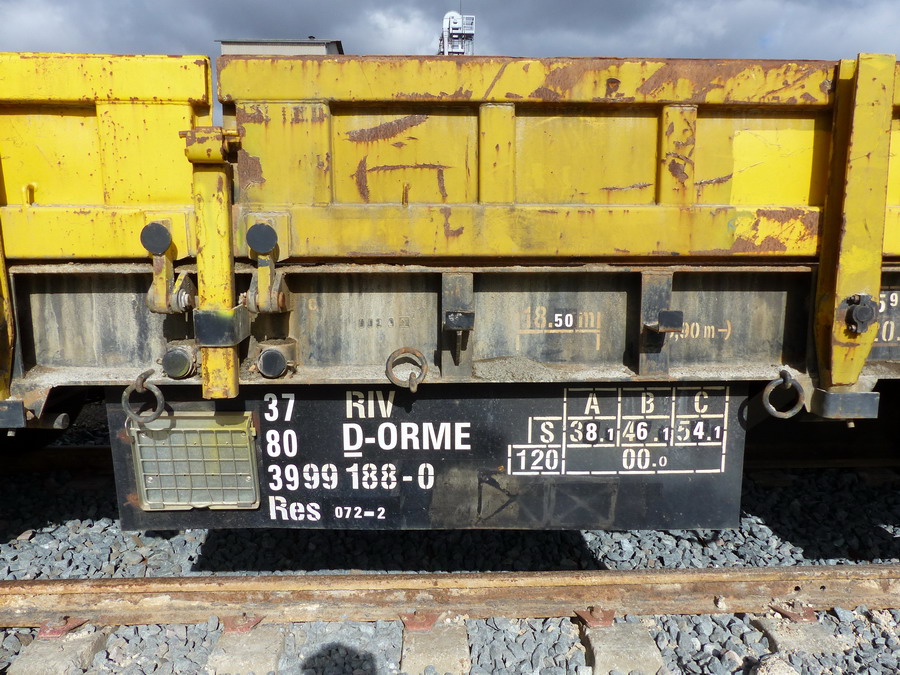 18.50 m
37 RIV
80 D-ORME
3999 188-0
Res 072-2
A B C
S 38.1 46.1 54.1
120 00.0